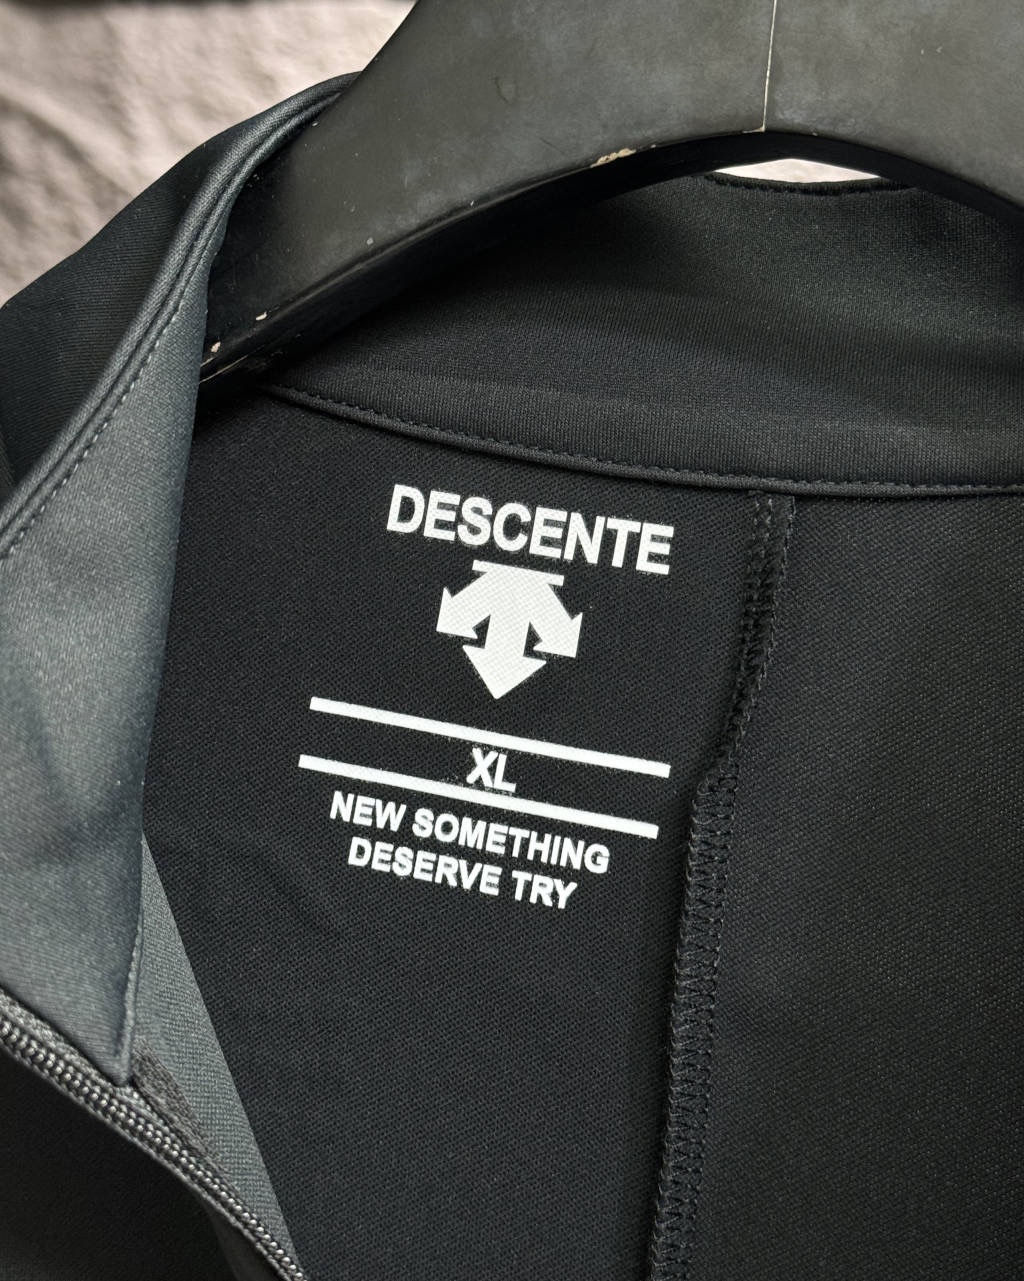 DESCENTE
XL
NEW SOMETHING
DESERVE TRY